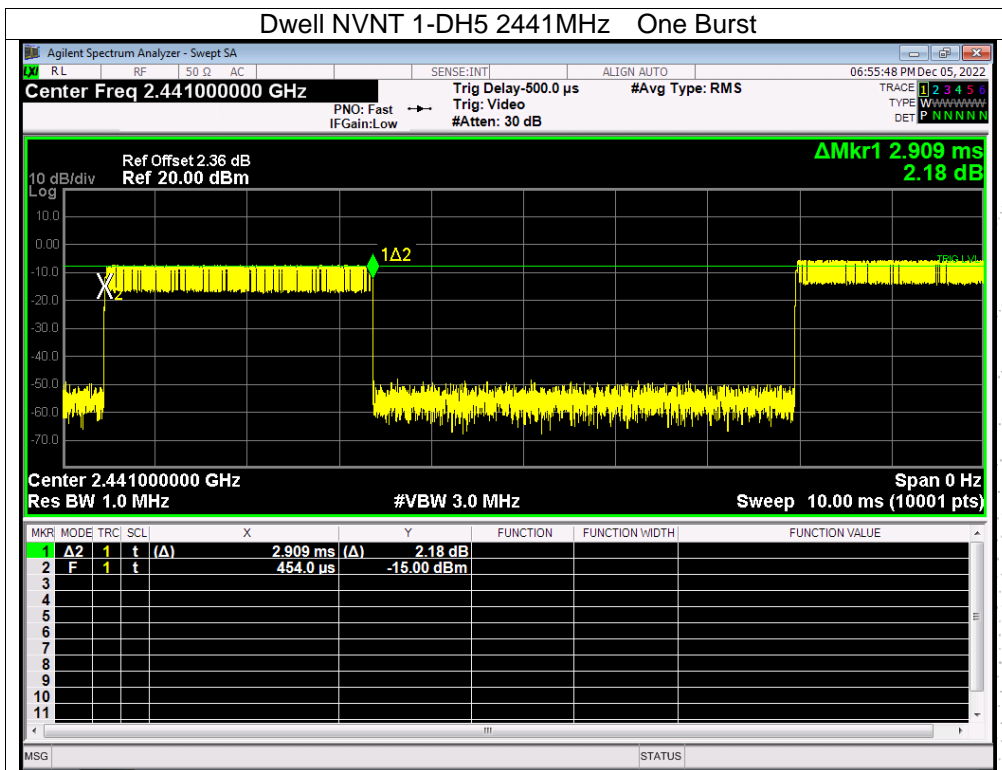 Dwell NVNT 1-DH5 2441MHz One Burst
Agilent Spectrum Analyzer - Swept SA
LXI RL RF 50 Ω AC SENSE:INT ALIGN AUTO 06:55:48 PM Dec 05, 2022
Center Freq 2.441000000 GHz Trig Delay-500.0 µs #Avg Type: RMS TRACE 1 2 3 4 5 6
PNO: Fast Trig: Video TYPE W
IFGain:Low #Atten: 30 dB DET P N N N N N
ΔMkr1 2.909 ms
Ref Offset 2.36 dB
10 dB/div Ref 20.00 dBm 2.18 dB
Log
10.0
0.00
1Δ2
TRIG LVL
-10.0
2
-20.0
-30.0
-40.0
-50.0
-60.0
-70.0
Center 2.441000000 GHz Span 0 Hz
Res BW 1.0 MHz #VBW 3.0 MHz Sweep 10.00 ms (10001 pts)
MKR MODE TRC SCL X Y FUNCTION FUNCTION WIDTH FUNCTION VALUE
1 Δ2 1 t (Δ) 2.909 ms (Δ) 2.18 dB
2 F 1 t 454.0 µs -15.00 dBm
3
4
5
6
7
8
9
10
11
MSG STATUS